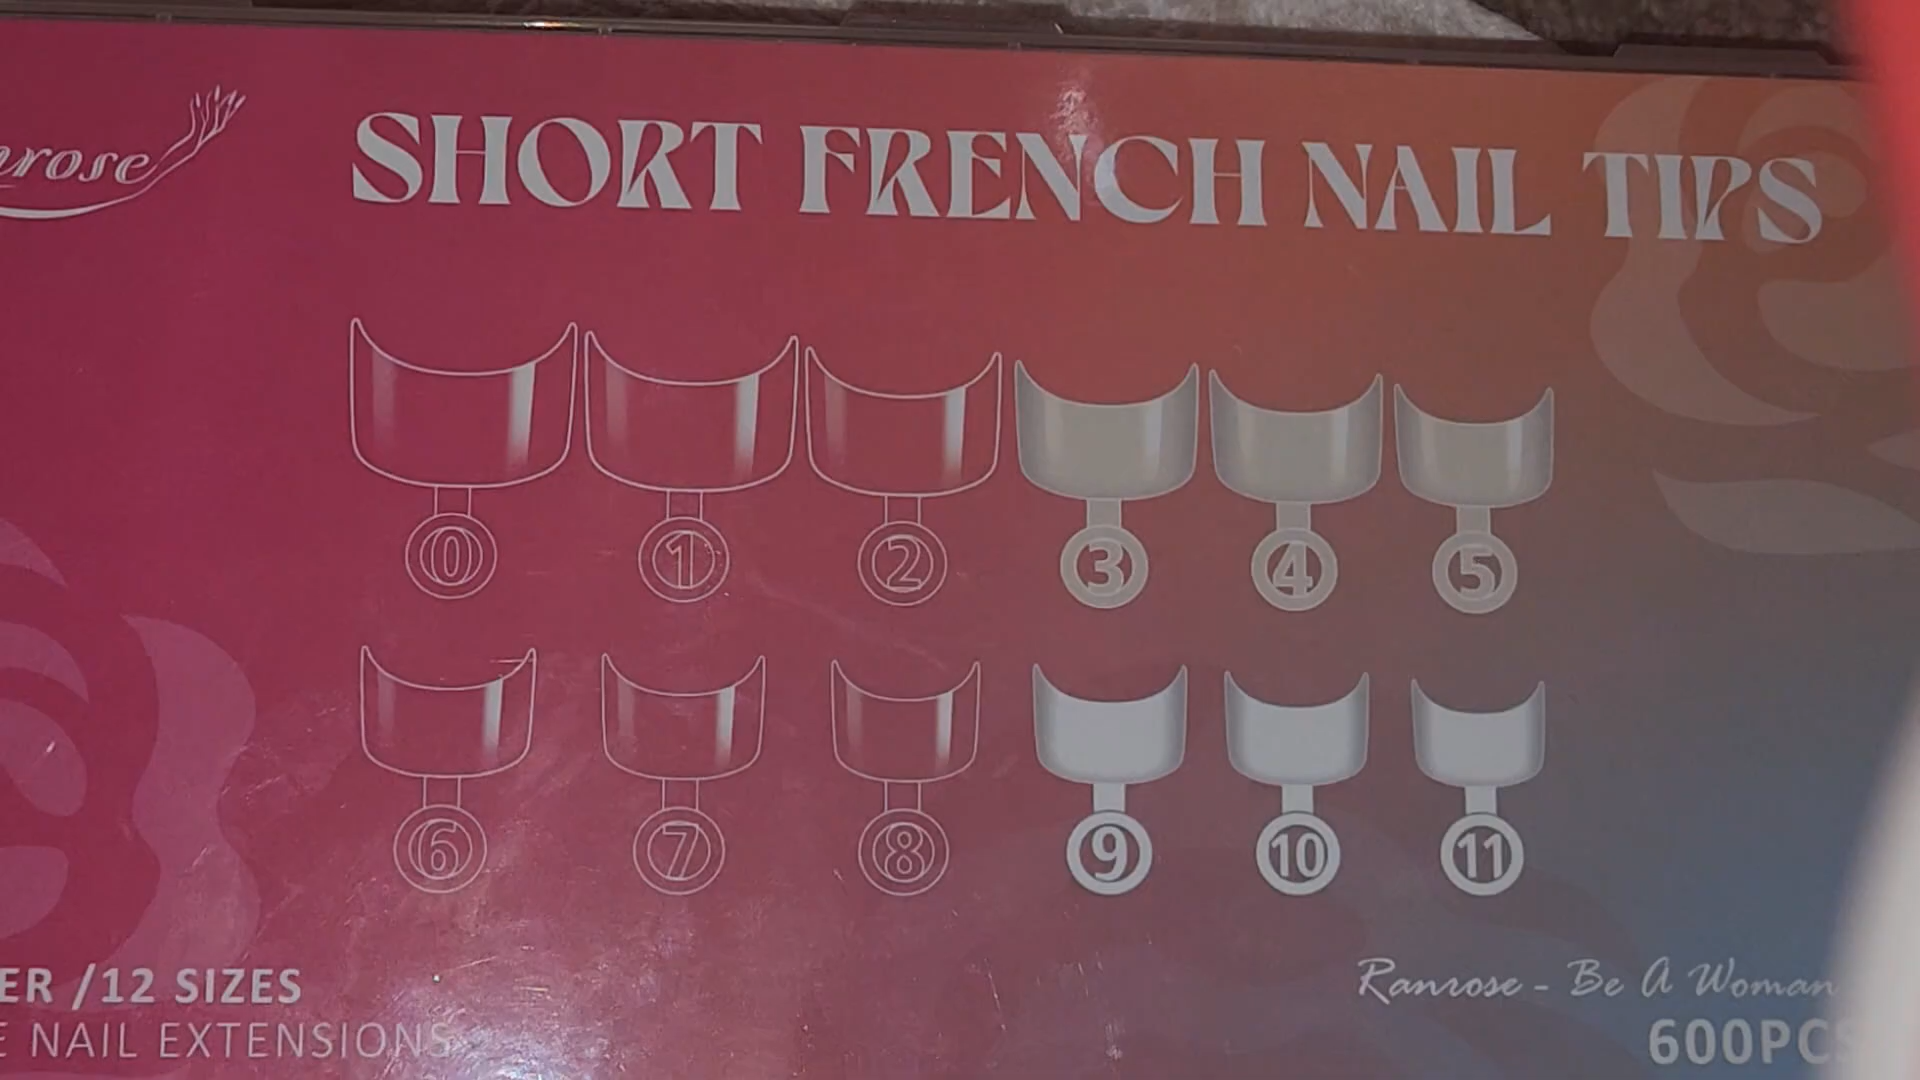 SHORT FRENCH NAIL TIPS
0 1 2 3 4 5
6 7 8 9 10 11
/12 SIZES
NAIL EXTENSIONS
Ranrose - Be A Woman
600PCS